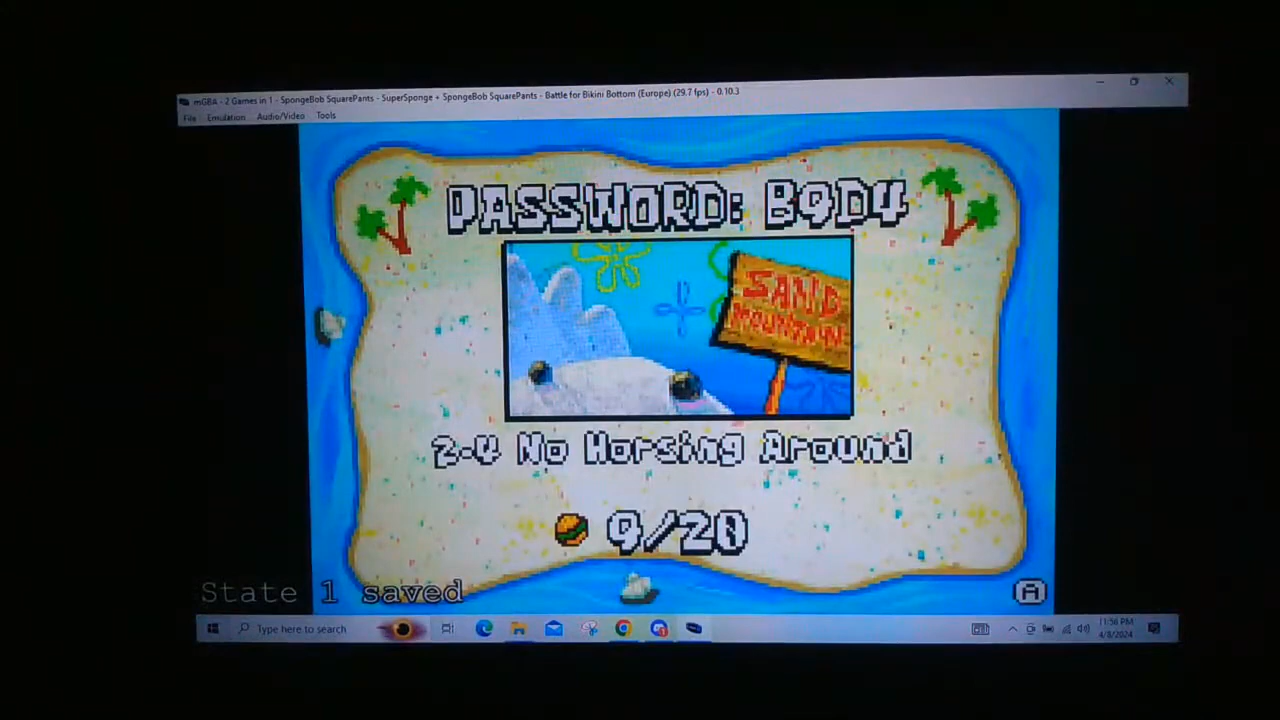 mGBA - 2 Games in 1 - SpongeBob SquarePants - SuperSponge + SpongeBob SquarePants - Battle for Bikini Bottom (Europe) (29.7 fps) - 0.10.3
File Emulation Audio/Video Tools
PASSWORD: B9D4
SAND
MOUNTAIN
2-4 No Horsing Around
9/20
State 1 saved
A
Type here to search
11:56 PM
4/8/2024